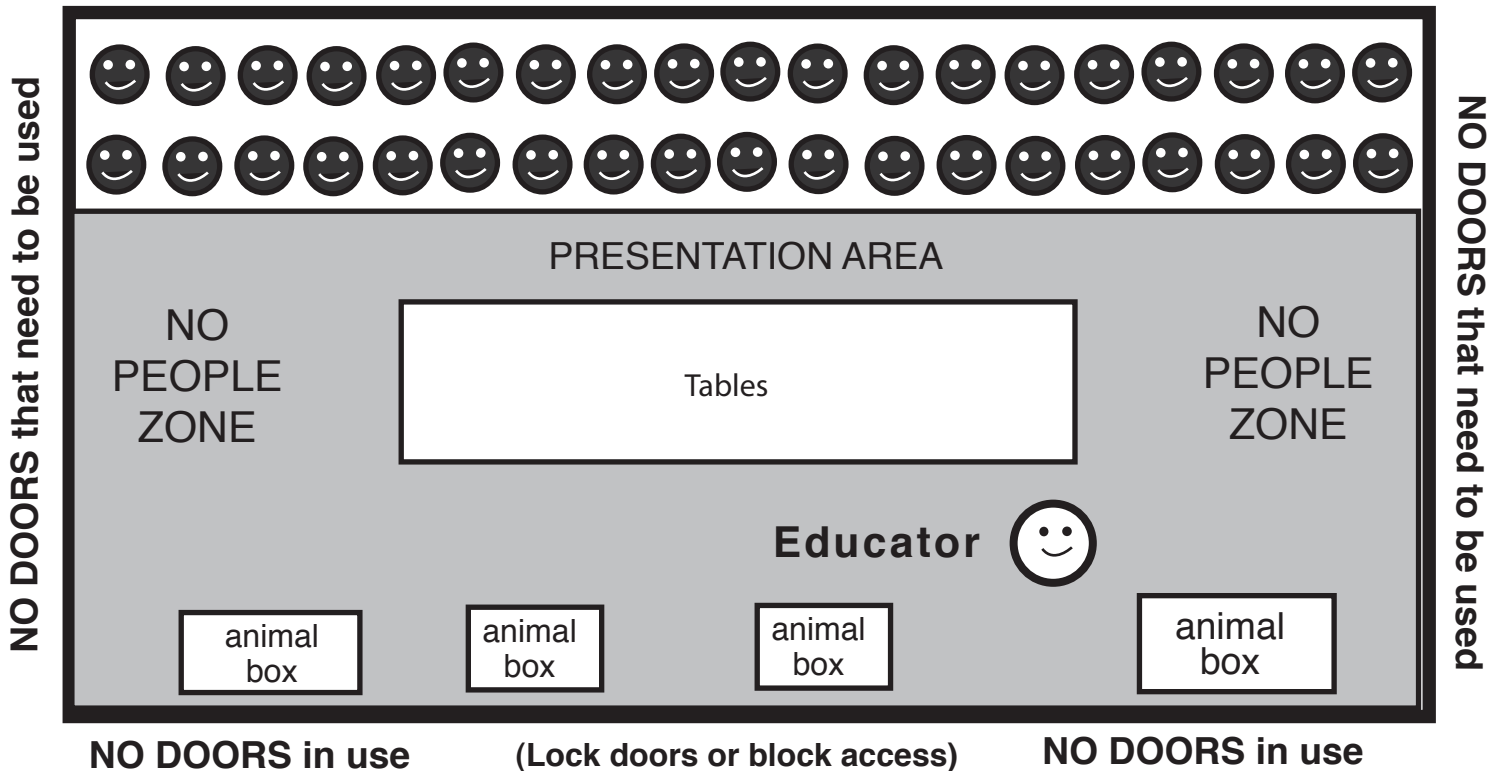 NO DOORS that need to be used
PRESENTATION AREA
NO
PEOPLE
ZONE
Tables
NO
PEOPLE
ZONE
Educator
animal
box
animal
box
animal
box
animal
box
NO DOORS that need to be used
NO DOORS in use
(Lock doors or block access)
NO DOORS in use